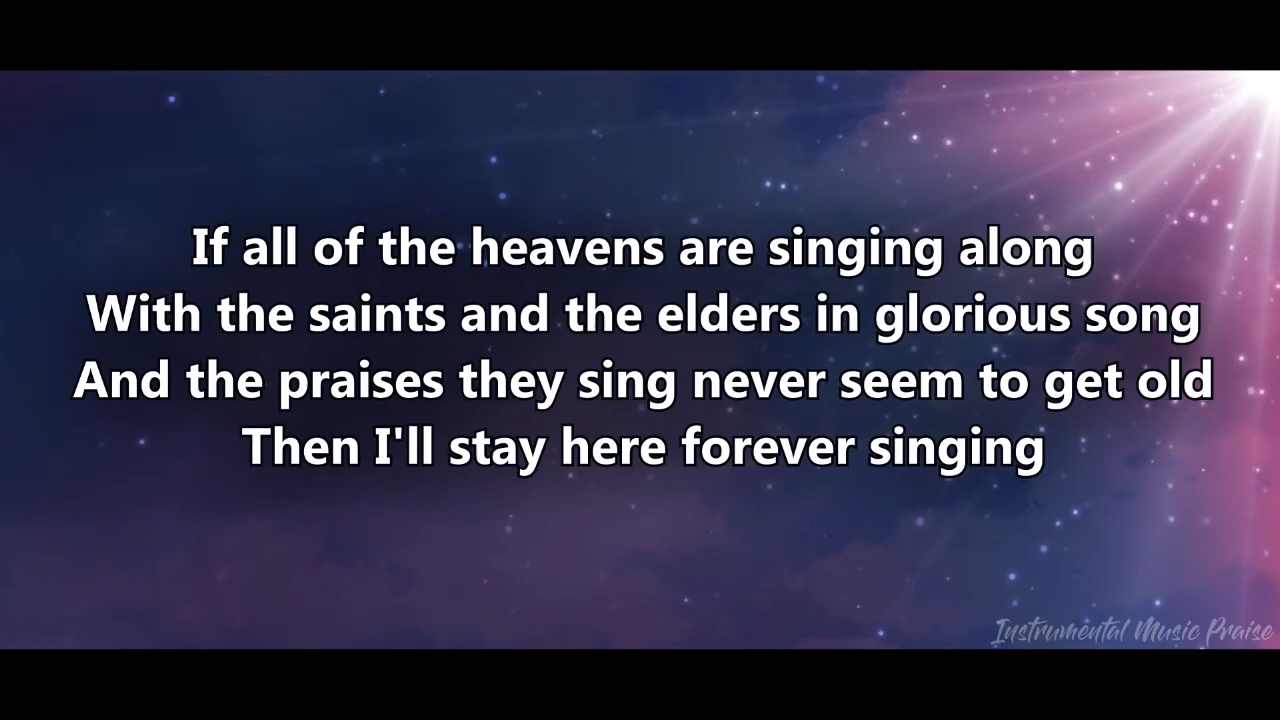 If all of the heavens are singing along
With the saints and the elders in glorious song
And the praises they sing never seem to get old
Then I'll stay here forever singing
Instrumental Music Praise